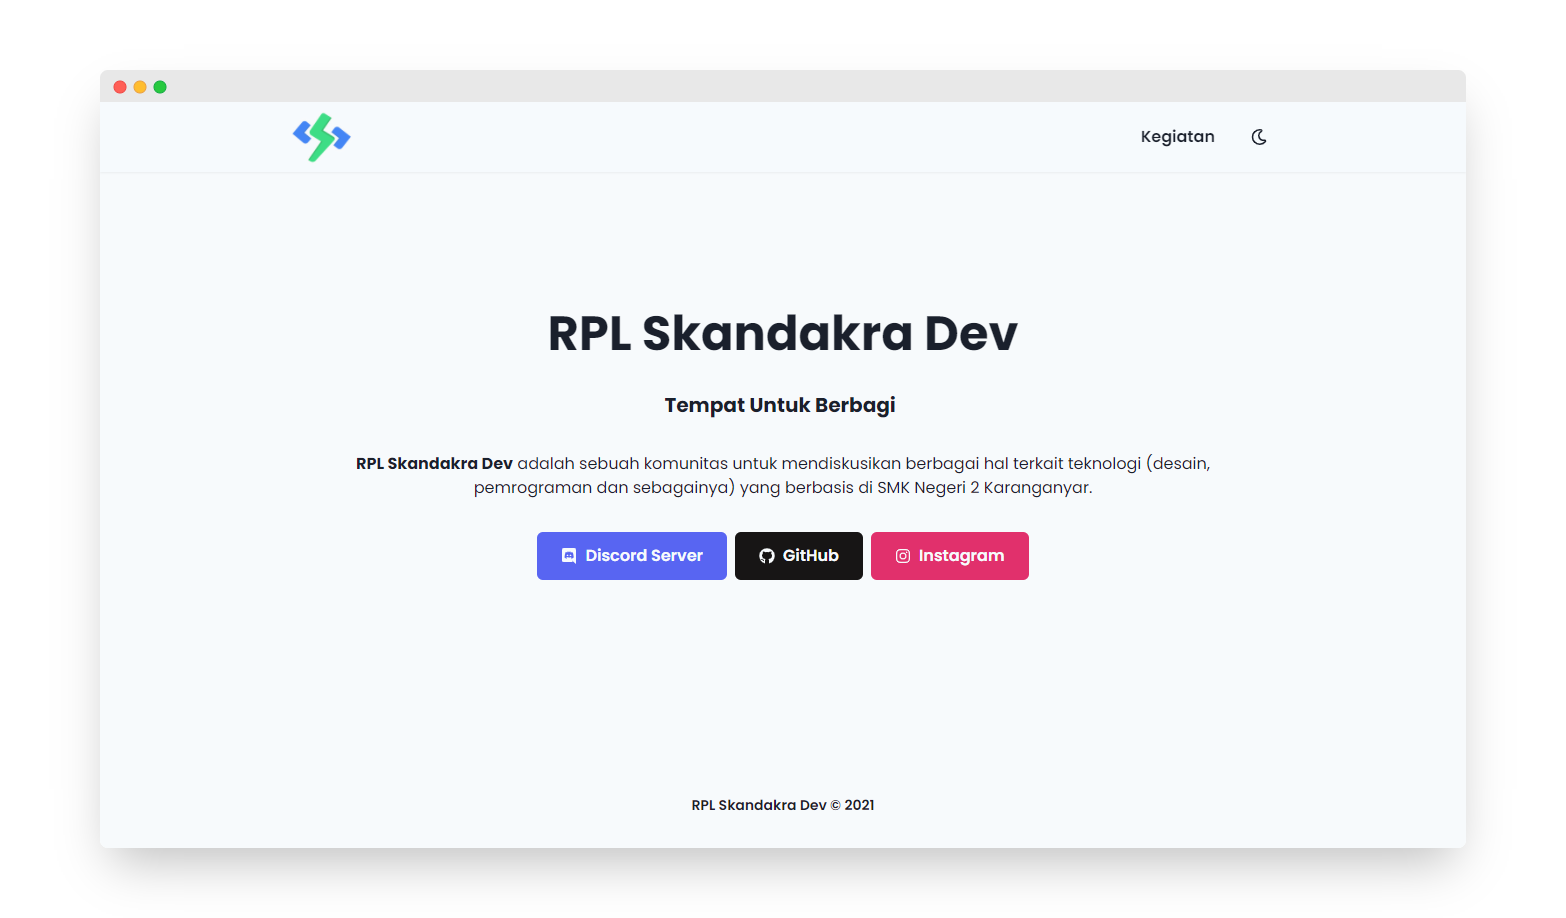 Kegiatan
RPL Skandakra Dev
Tempat Untuk Berbagi
RPL Skandakra Dev adalah sebuah komunitas untuk mendiskusikan berbagai hal terkait teknologi (desain,
pemrograman dan sebagainya) yang berbasis di SMK Negeri 2 Karanganyar.
Discord Server GitHub Instagram
RPL Skandakra Dev © 2021